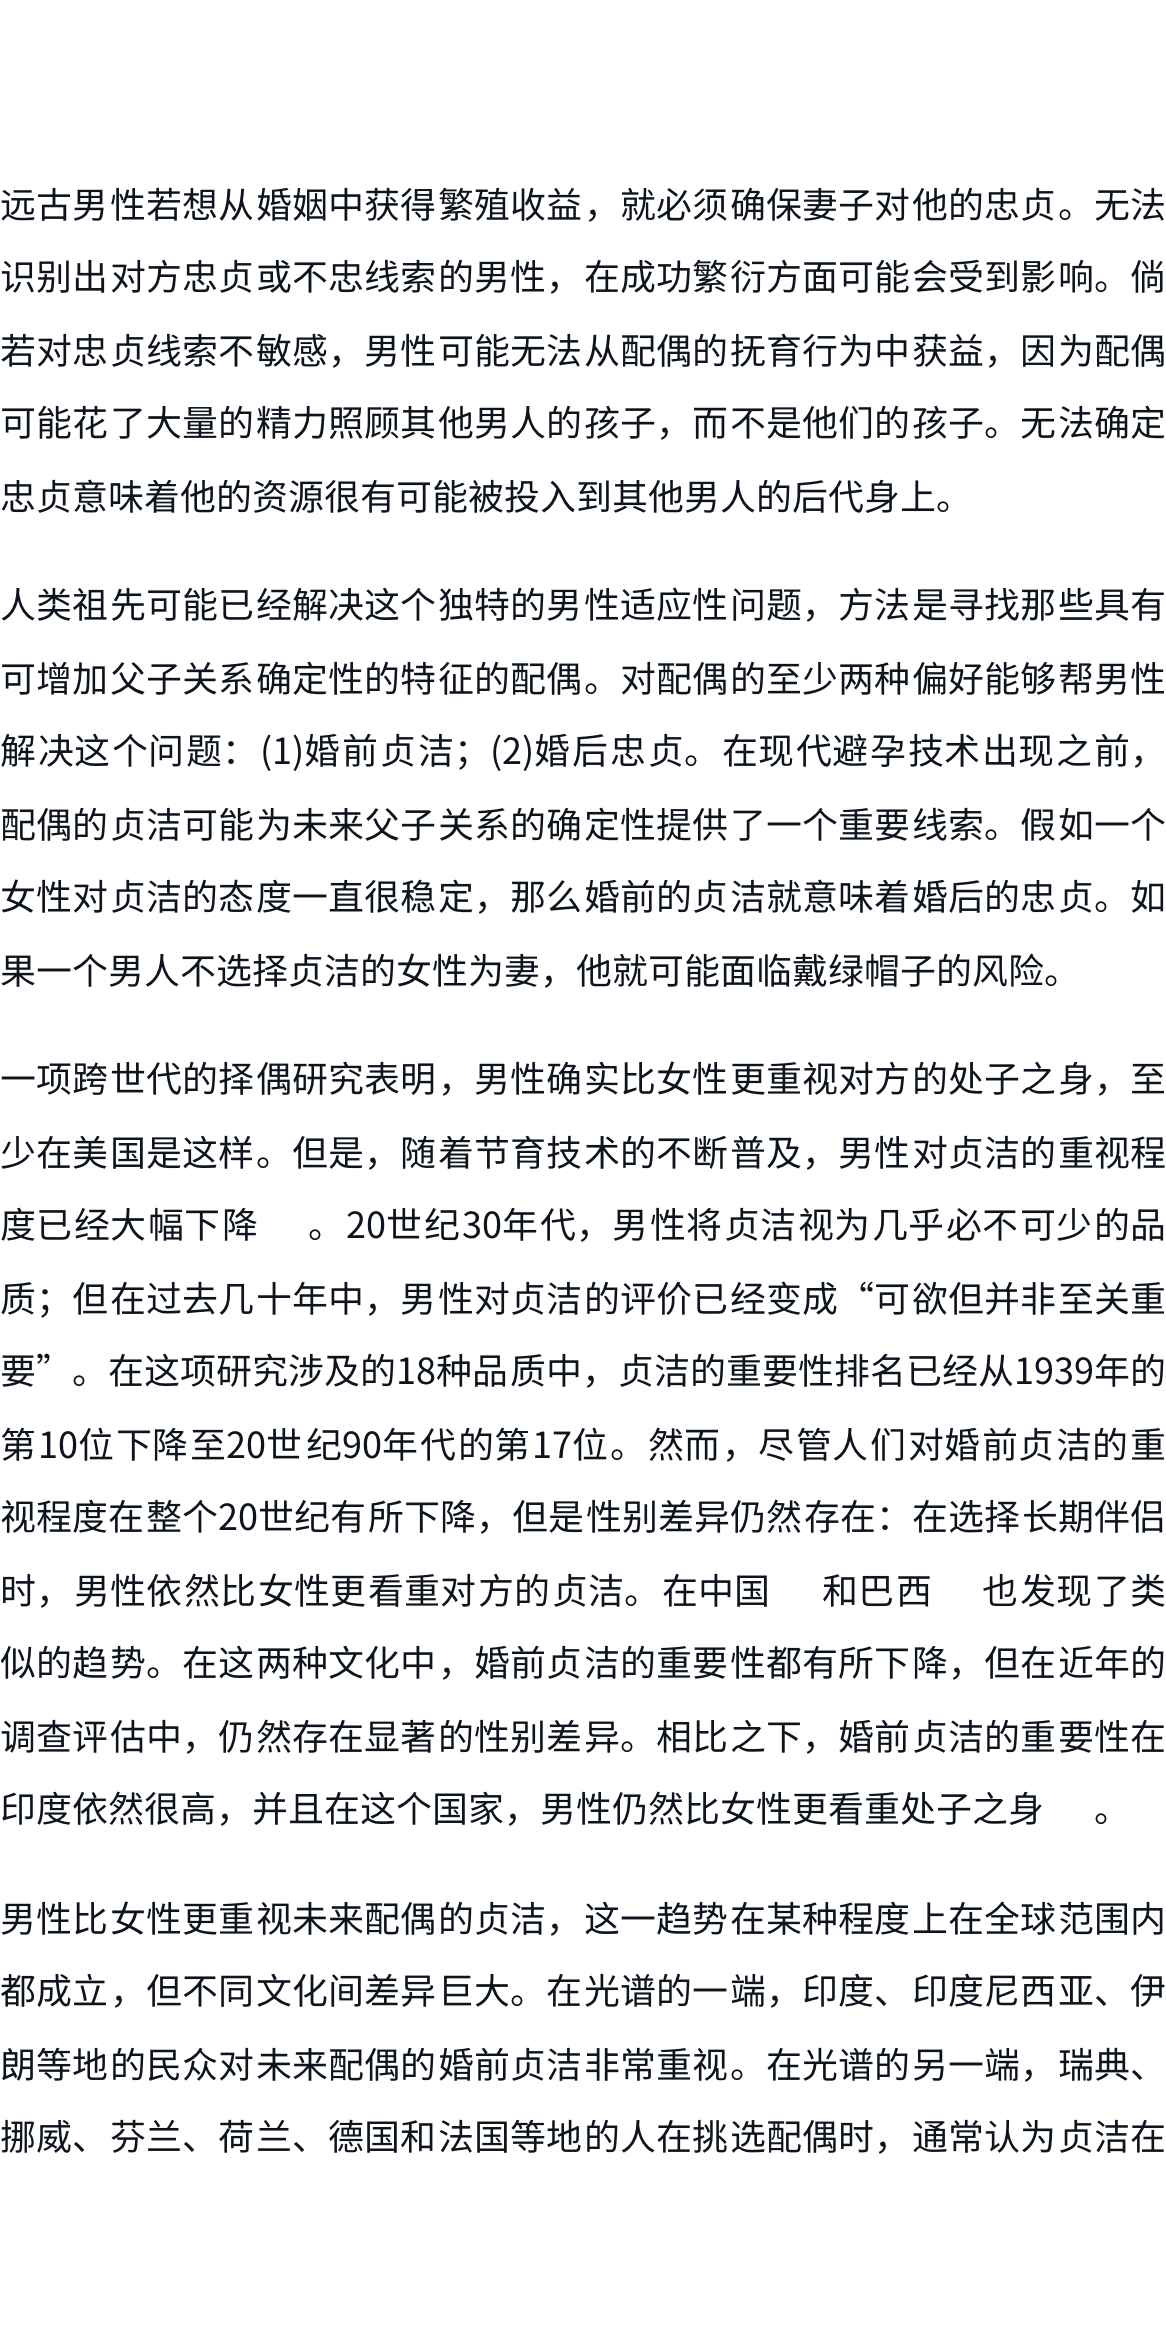 远古男性若想从婚姻中获得繁殖收益，就必须确保妻子对他的忠贞。无法
识别出对方忠贞或不忠线索的男性，在成功繁衍方面可能会受到影响。倘
若对忠贞线索不敏感，男性可能无法从配偶的抚育行为中获益，因为配偶
可能花了大量的精力照顾其他男人的孩子，而不是他们的孩子。无法确定
忠贞意味着他的资源很有可能被投入到其他男人的后代身上。
人类祖先可能已经解决这个独特的男性适应性问题，方法是寻找那些具有
可增加父子关系确定性的特征的配偶。对配偶的至少两种偏好能够帮男性
解决这个问题：(1)婚前贞洁；(2)婚后忠贞。在现代避孕技术出现之前，
配偶的贞洁可能为未来父子关系的确定性提供了一个重要线索。假如一个
女性对贞洁的态度一直很稳定，那么婚前的贞洁就意味着婚后的忠贞。如
果一个男人不选择贞洁的女性为妻，他就可能面临戴绿帽子的风险。
一项跨世代的择偶研究表明，男性确实比女性更重视对方的处子之身，至
少在美国是这样。但是，随着节育技术的不断普及，男性对贞洁的重视程
度已经大幅下降　。20世纪30年代，男性将贞洁视为几乎必不可少的品
质；但在过去几十年中，男性对贞洁的评价已经变成“可欲但并非至关重
要”。在这项研究涉及的18种品质中，贞洁的重要性排名已经从1939年的
第10位下降至20世纪90年代的第17位。然而，尽管人们对婚前贞洁的重
视程度在整个20世纪有所下降，但是性别差异仍然存在：在选择长期伴侣
时，男性依然比女性更看重对方的贞洁。在中国　和巴西　也发现了类
似的趋势。在这两种文化中，婚前贞洁的重要性都有所下降，但在近年的
调查评估中，仍然存在显著的性别差异。相比之下，婚前贞洁的重要性在
印度依然很高，并且在这个国家，男性仍然比女性更看重处子之身　。
男性比女性更重视未来配偶的贞洁，这一趋势在某种程度上在全球范围内
都成立，但不同文化间差异巨大。在光谱的一端，印度、印度尼西亚、伊
朗等地的民众对未来配偶的婚前贞洁非常重视。在光谱的另一端，瑞典、
挪威、芬兰、荷兰、德国和法国等地的人在挑选配偶时，通常认为贞洁在